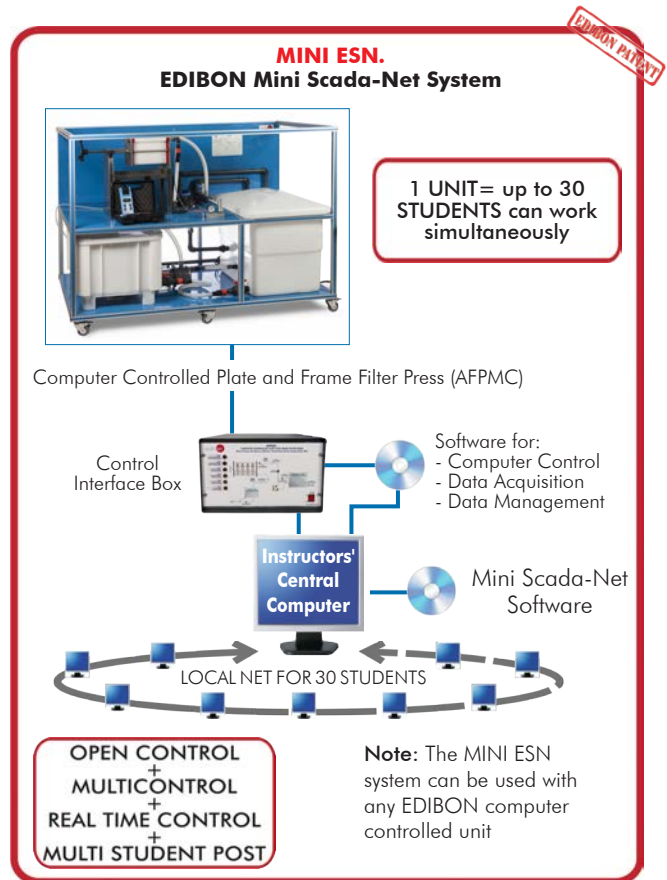 EDIBON PATENT
MINI ESN.
EDIBON Mini Scada-Net System
1 UNIT= up to 30
STUDENTS can work
simultaneously
Computer Controlled Plate and Frame Filter Press (AFPMC)
Control
Interface Box
Software for:
- Computer Control
- Data Acquisition
- Data Management
Instructors'
Central
Computer
Mini Scada-Net
Software
LOCAL NET FOR 30 STUDENTS
OPEN CONTROL
+
MULTICONTROL
+
REAL TIME CONTROL
+
MULTI STUDENT POST
Note: The MINI ESN
system can be used with
any EDIBON computer
controlled unit